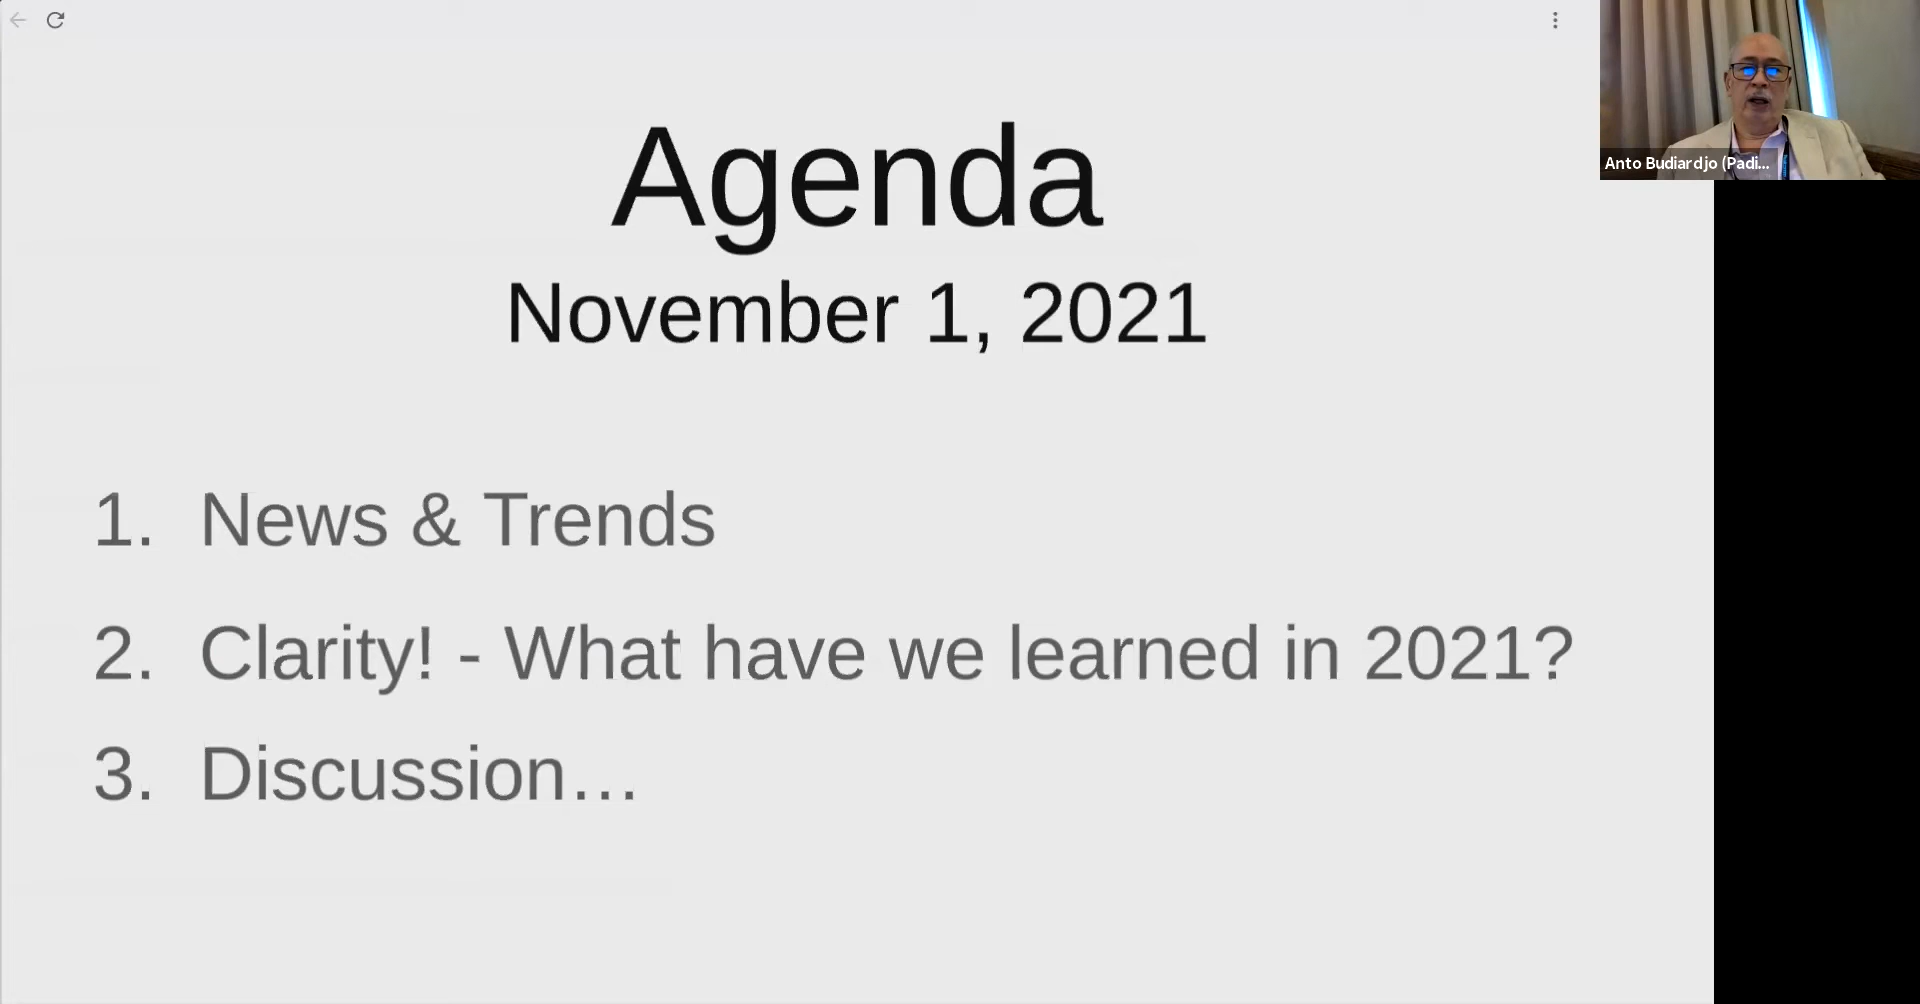 Agenda
November 1, 2021
1. News & Trends
2. Clarity! - What have we learned in 2021?
3. Discussion…
Anto Budiardjo (Padi...